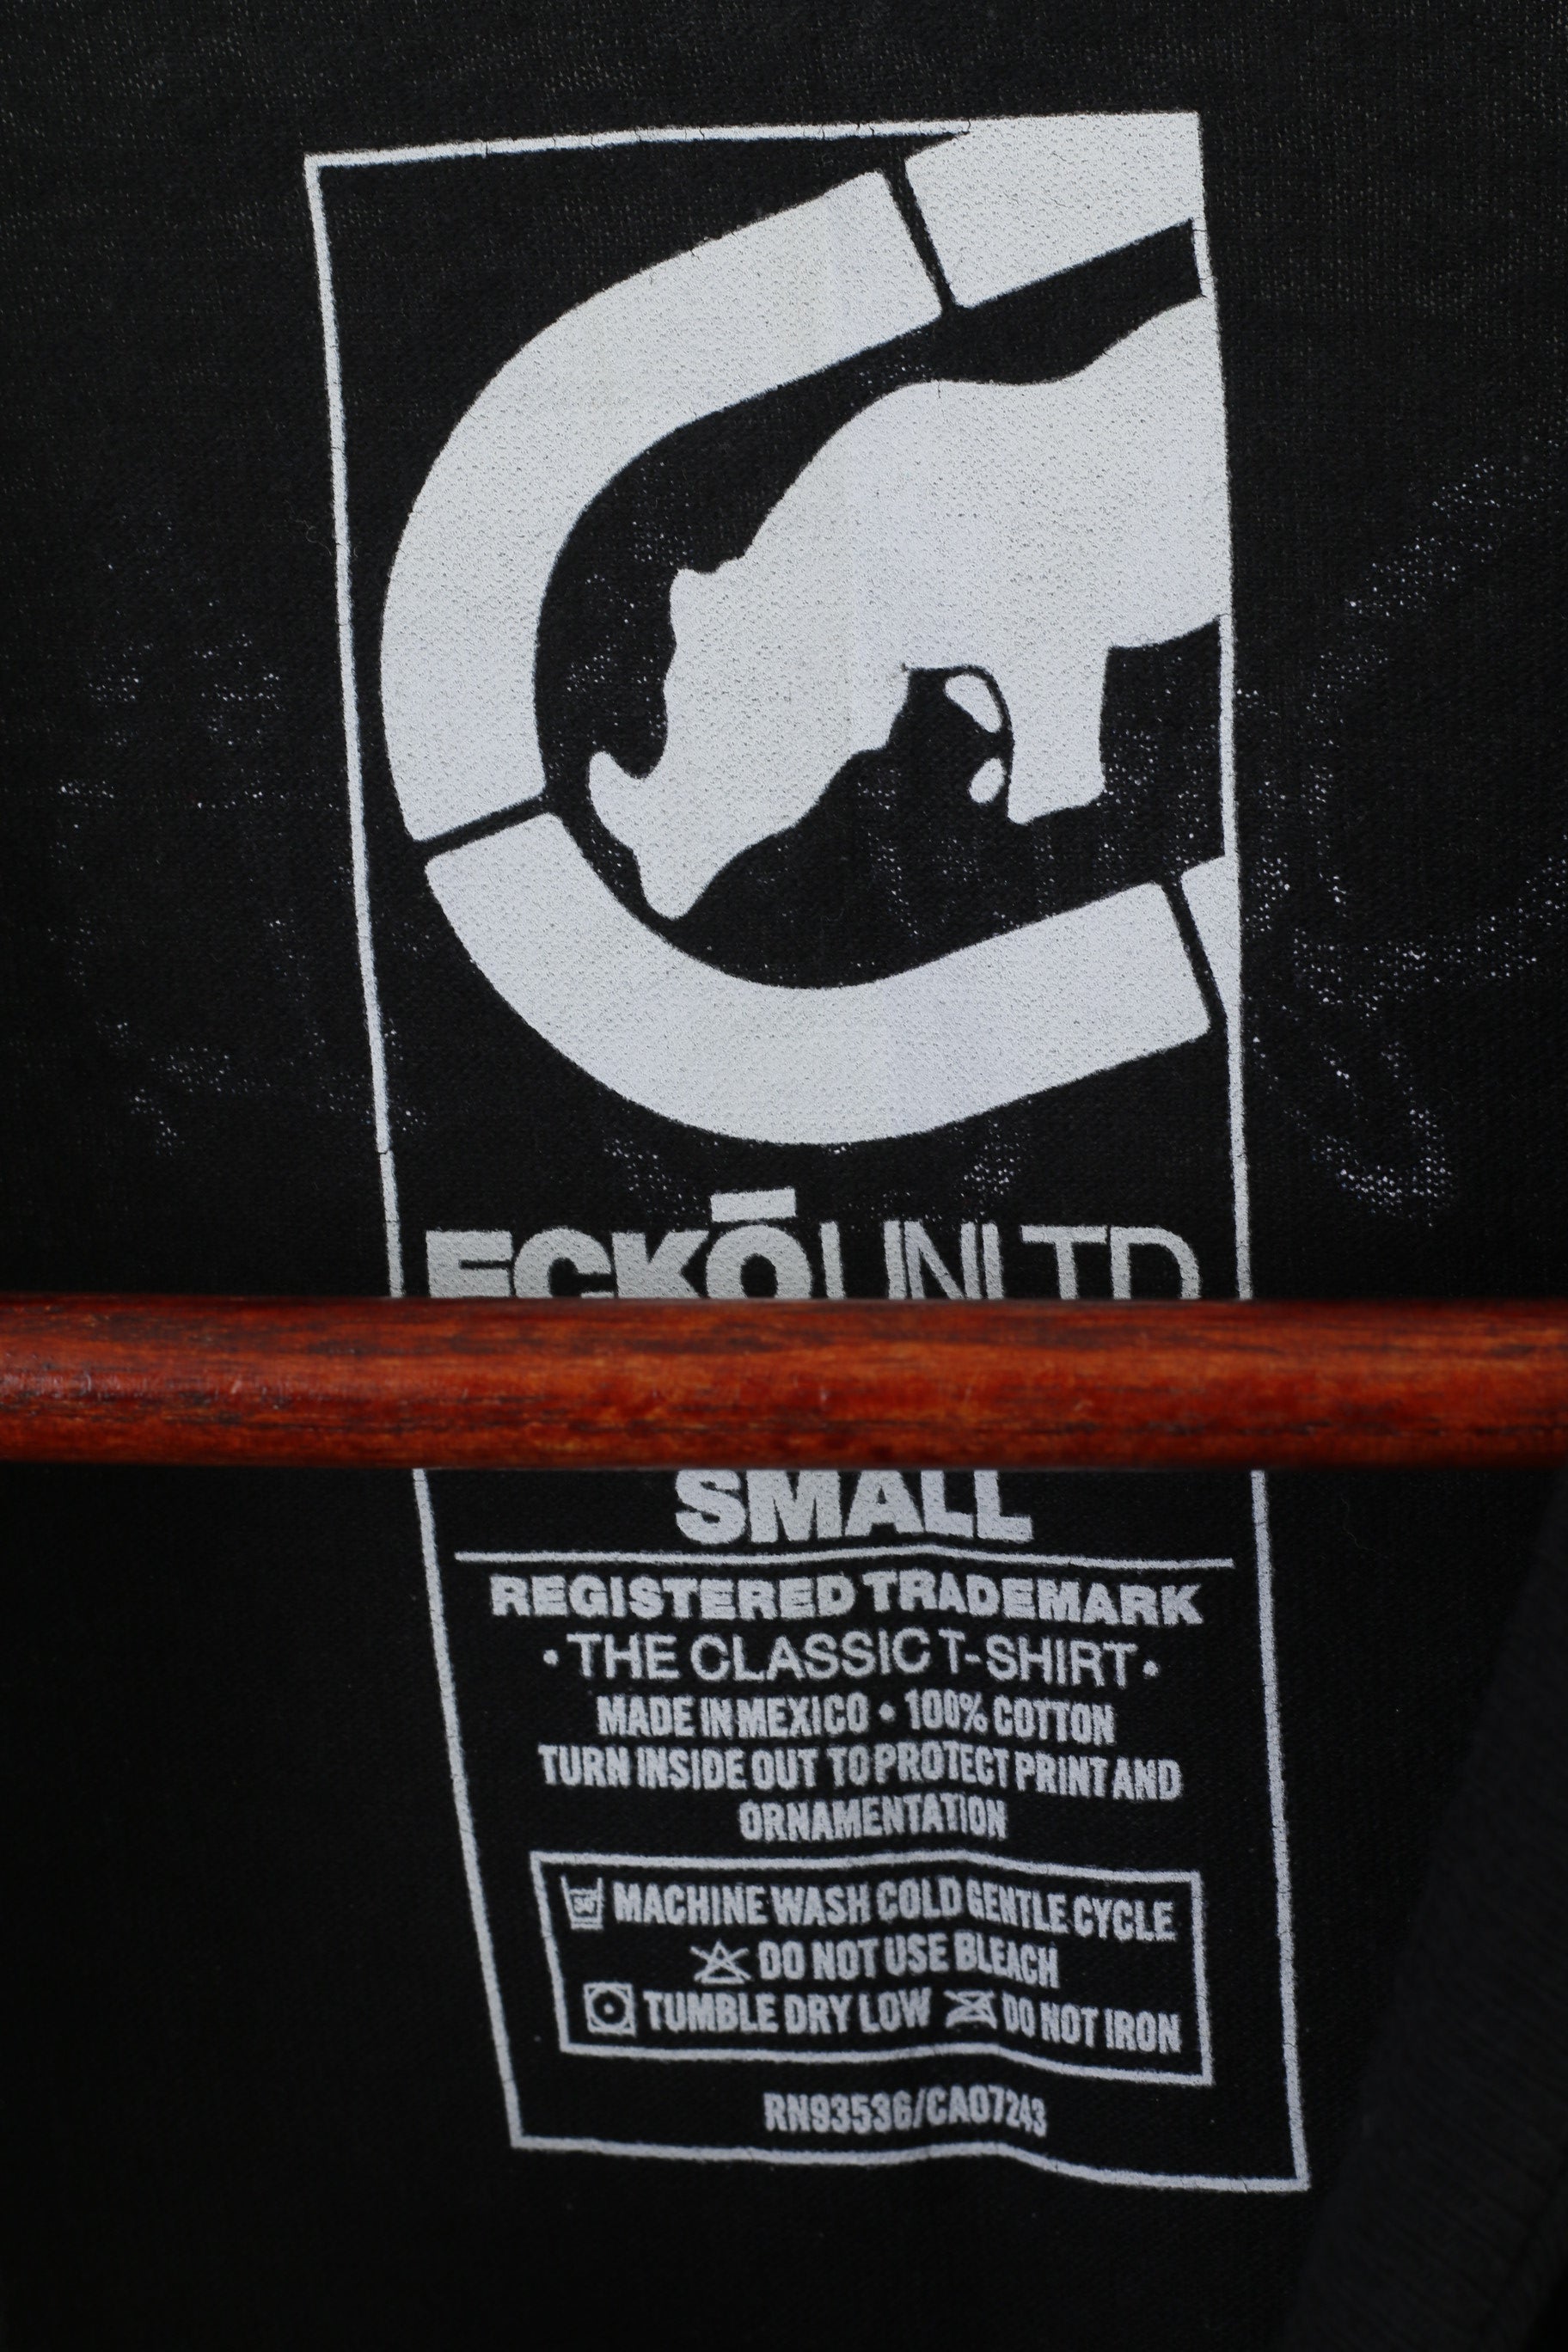 ECKŌ UNLTD
SMALL
REGISTERED TRADEMARK
• THE CLASSIC T-SHIRT •
MADE IN MEXICO • 100% COTTON
TURN INSIDE OUT TO PROTECT PRINT AND
ORNAMENTATION
30° MACHINE WASH COLD GENTLE CYCLE
DO NOT USE BLEACH
TUMBLE DRY LOW DO NOT IRON
RN93536/CA07243